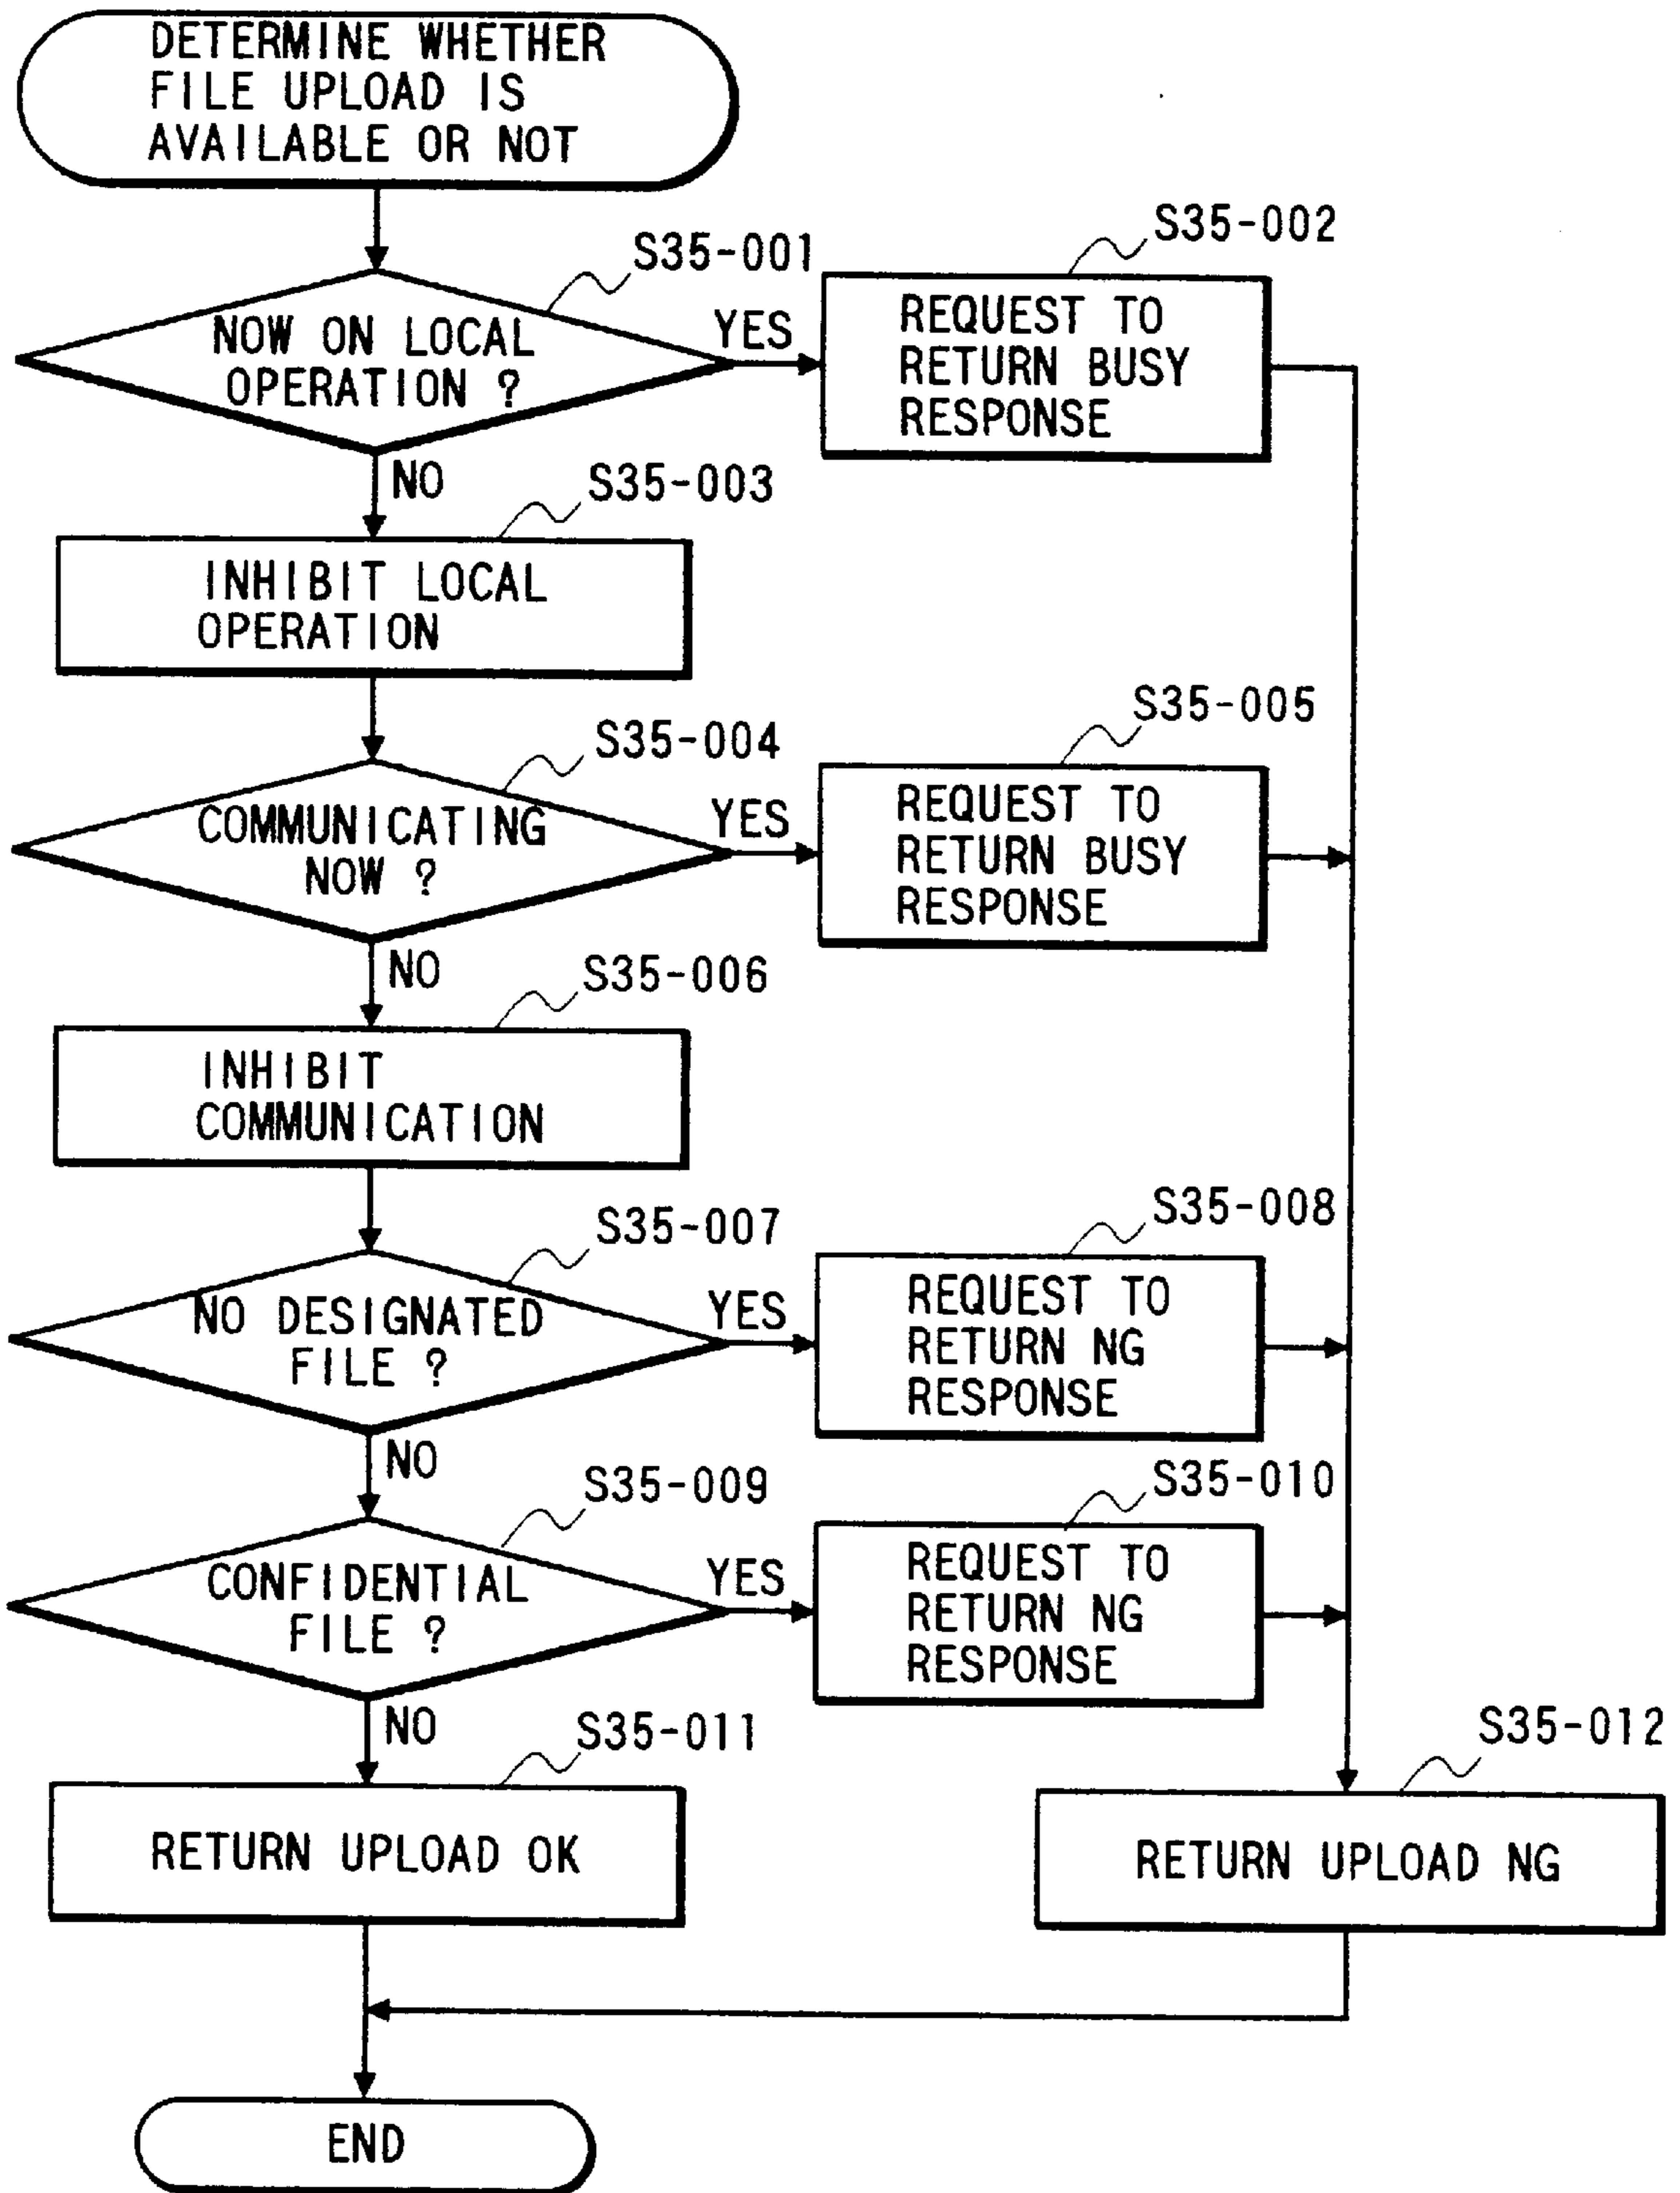 DETERMINE WHETHER
FILE UPLOAD IS
AVAILABLE OR NOT
S35-001
NOW ON LOCAL
OPERATION ?
YES
S35-002
REQUEST TO
RETURN BUSY
RESPONSE
NO
S35-003
INHIBIT LOCAL
OPERATION
S35-004
COMMUNICATING
NOW ?
YES
S35-005
REQUEST TO
RETURN BUSY
RESPONSE
NO
S35-006
INHIBIT
COMMUNICATION
S35-007
NO DESIGNATED
FILE ?
YES
S35-008
REQUEST TO
RETURN NG
RESPONSE
NO
S35-009
CONFIDENTIAL
FILE ?
YES
S35-010
REQUEST TO
RETURN NG
RESPONSE
NO
S35-011
RETURN UPLOAD OK
S35-012
RETURN UPLOAD NG
END